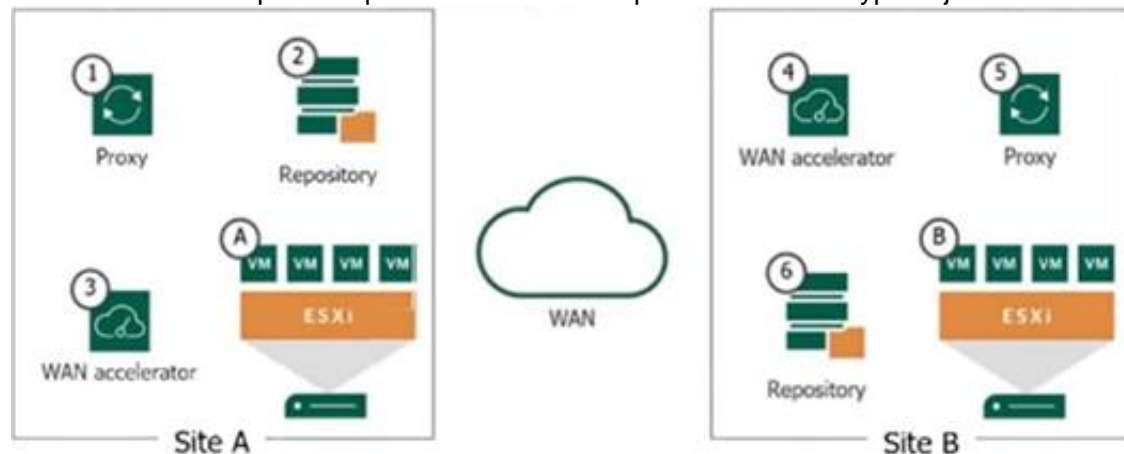 1
Proxy
2
Repository
3
WAN accelerator
A
VM VM VM VM
ESXi
Site A
WAN
4
WAN accelerator
5
Proxy
6
Repository
B
VM VM VM VM
ESXi
Site B